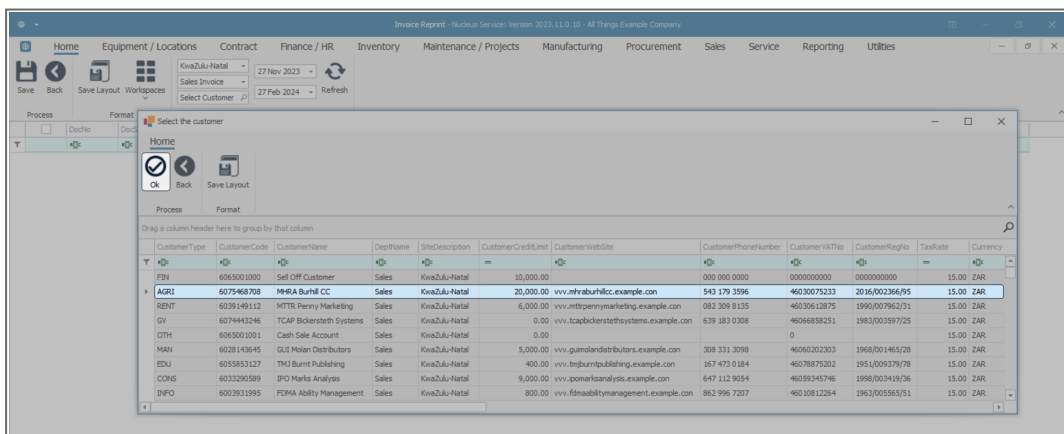 Invoice Reprint - Nucleus Service: Version 2023.11.0.10 - All Things Example Company
Home Equipment / Locations Contract Finance / HR Inventory Maintenance / Projects Manufacturing Procurement Sales Service Reporting Utilities
KwaZulu-Natal 27 Nov 2023
Sales Invoice
Select Customer 27 Feb 2024
Save Back Save Layout Workspaces Refresh
Process Format
DocNo
Select the customer
Home
Ok Back Save Layout
Process Format
Drag a column header here to group by that column
CustomerType CustomerCode CustomerName DeptName SiteDescription CustomerCreditLimit CustomerWebSite CustomerPhoneNumber CustomerVATNo CustomerRegNo TaxRate Currency
FIN 6065001000 Sell Off Customer Sales KwaZulu-Natal 10,000.00 000 000 0000 0000000000 0000000000 15.00 ZAR
AGRI 6075468708 MHRA Burhill CC Sales KwaZulu-Natal 20,000.00 vvv.mhraburhillcc.example.con 543 179 3596 46030075233 2016/002366/95 15.00 ZAR
RENT 6039149112 MTTR Penny Marketing Sales KwaZulu-Natal 6,000.00 vvv.mttrpennymarketing.example.con 082 309 8135 46030612875 1990/007962/31 15.00 ZAR
GV 6074443246 TCAP Bickersteth Systems Sales KwaZulu-Natal 0.00 vvv.tcapbickerstethsystems.example.con 639 183 0308 46066858251 1983/003597/25 15.00 ZAR
OTH 6065001001 Cash Sale Account Sales KwaZulu-Natal 0.00 0 15.00 ZAR
MAN 6028143645 GUI Molan Distributors Sales KwaZulu-Natal 5,000.00 vvv.guimolandistributors.example.con 308 331 3098 46060202303 1968/001465/28 15.00 ZAR
EDU 6055853127 TMJ Burnt Publishing Sales KwaZulu-Natal 400.00 vvv.tmjburntpublishing.example.con 167 473 0184 46078875202 1951/009379/78 15.00 ZAR
CONS 6033290589 IPO Marks Analysis Sales KwaZulu-Natal 9,000.00 vvv.ipomarksanalysis.example.con 647 112 9054 46059345746 1998/003419/36 15.00 ZAR
INFO 6003931995 FDMA Ability Management Sales KwaZulu-Natal 800.00 vvv.fdmaabilitymanagement.example.con 862 996 7207 46010812264 1963/005565/51 15.00 ZAR